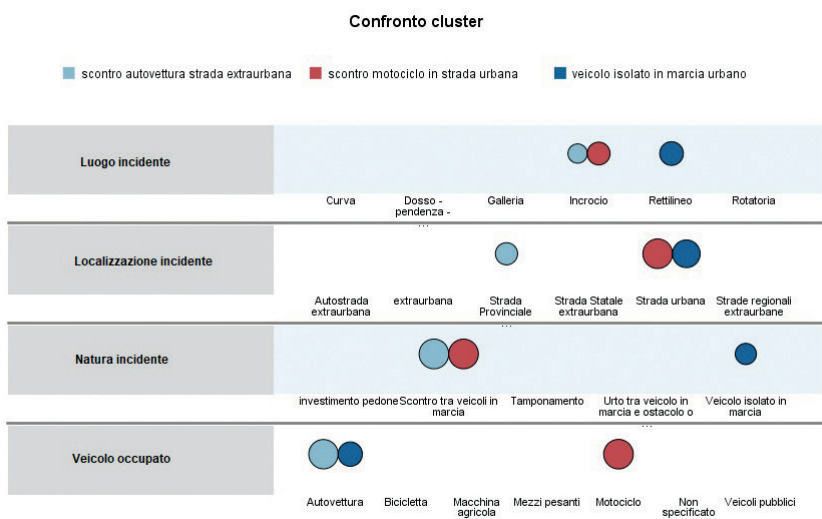 Confronto cluster
scontro autovettura strada extraurbana scontro motociclo in strada urbana veicolo isolato in marcia urbano
Luogo incidente
Curva Dosso - Galleria Incrocio Rettilineo Rotatoria
pendenza -
...
Localizzazione incidente
Autostrada extraurbana Strada Strada Statale Strada urbana Strade regionali
extraurbana Provinciale extraurbana extraurbane
...
Natura incidente
investimento pedone Scontro tra veicoli in Tamponamento Urto tra veicolo in Veicolo isolato in
marcia marcia e ostacolo o marcia
...
Veicolo occupato
Autovettura Bicicletta Macchina Mezzi pesanti Motociclo Non Veicoli pubblici
agricola specificato